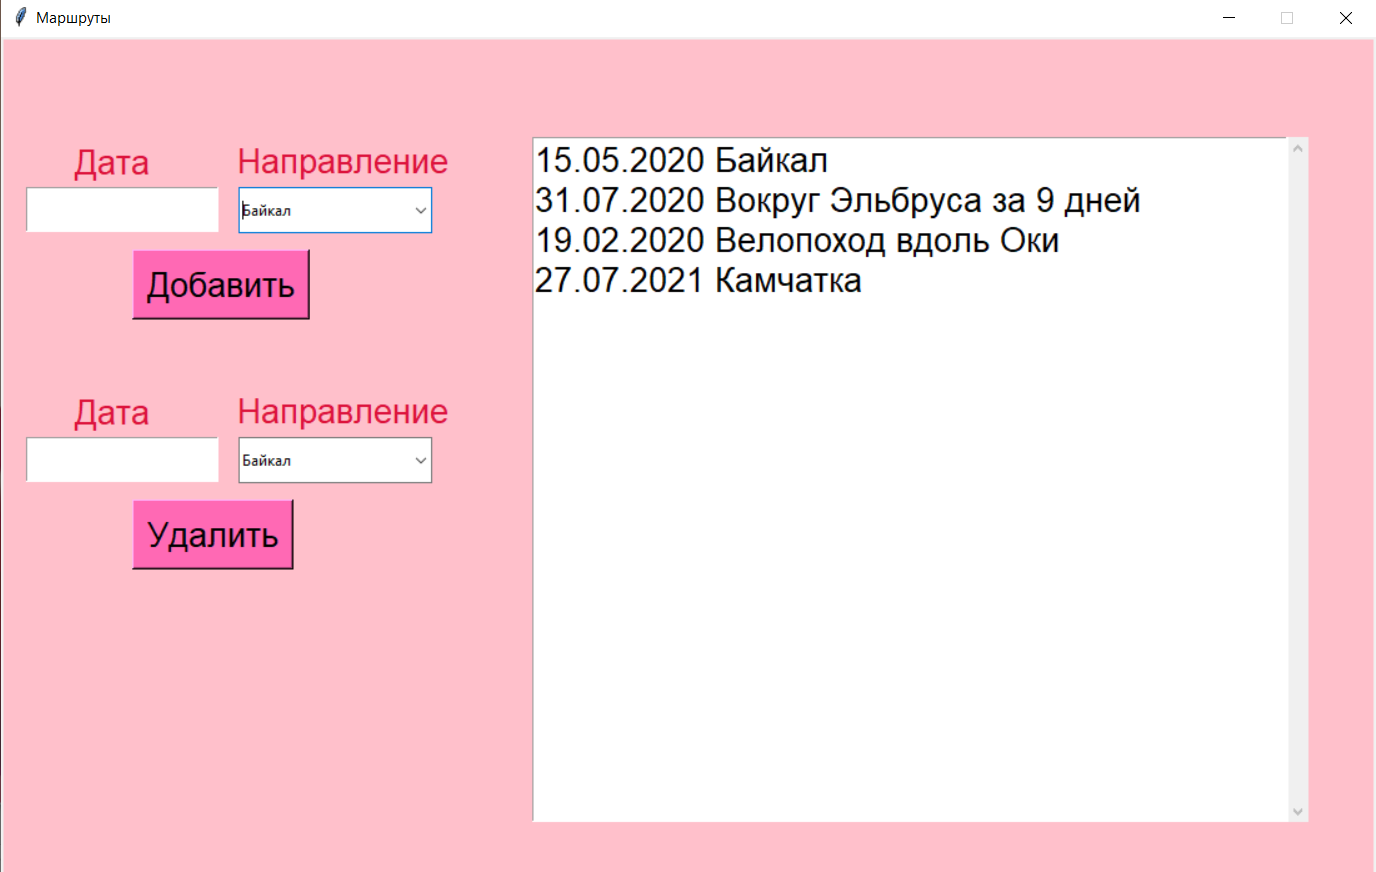 Маршруты
Дата Направление
Байкал
Добавить
Дата Направление
Байкал
Удалить
15.05.2020 Байкал
31.07.2020 Вокруг Эльбруса за 9 дней
19.02.2020 Велопоход вдоль Оки
27.07.2021 Камчатка